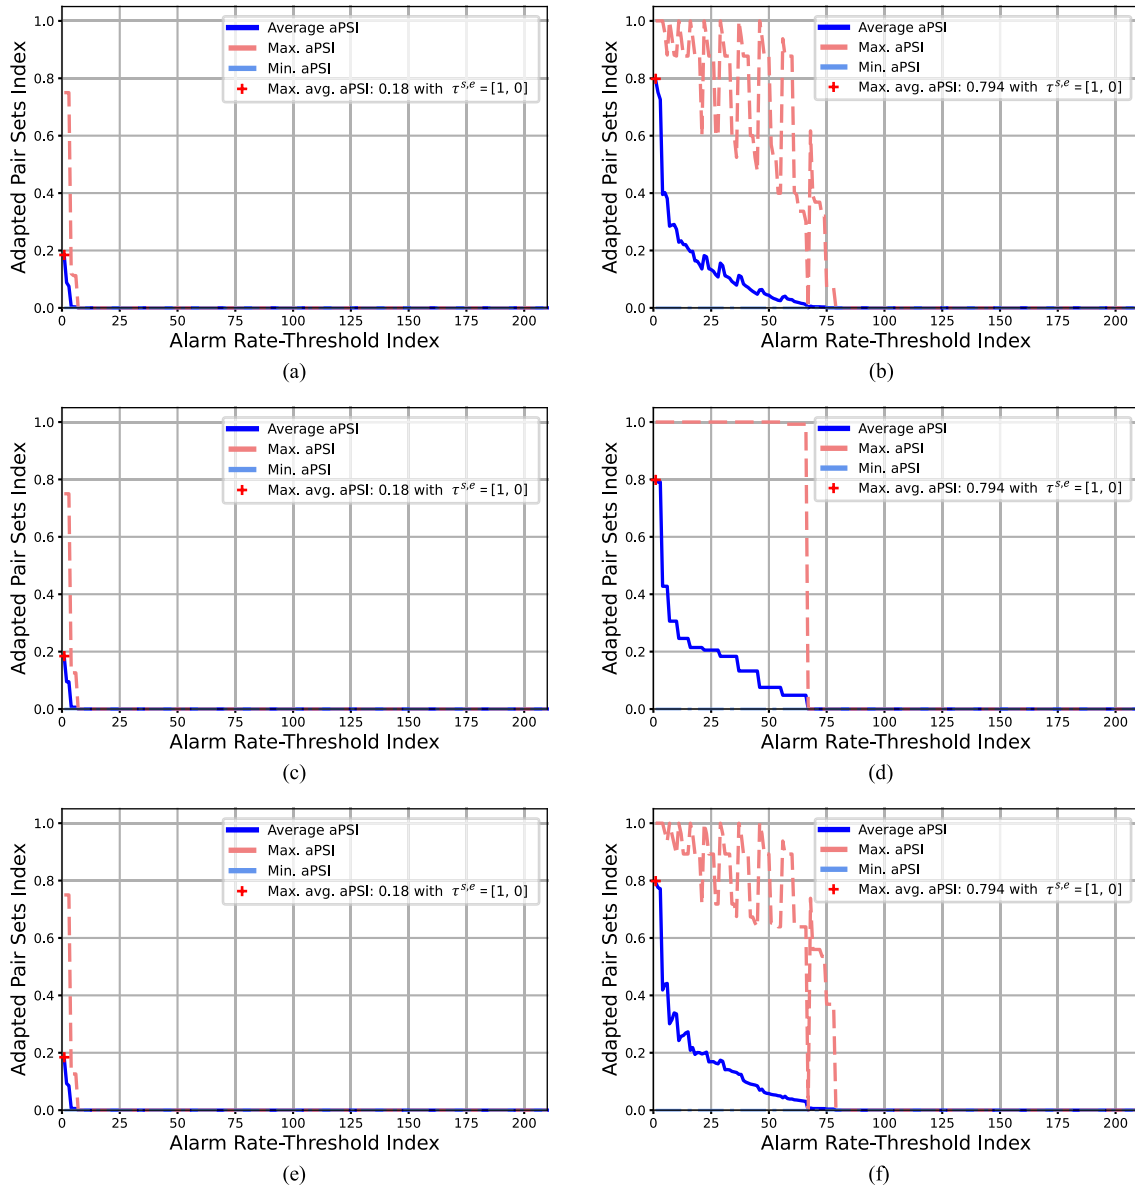 1.0
0.8
0.6
0.4
0.2
0.0
Adapted Pair Sets Index
Average aPSI
Max. aPSI
Min. aPSI
Max. avg. aPSI: 0.18 with τ^{s,e} = [1, 0]
0 25 50 75 100 125 150 175 200
Alarm Rate-Threshold Index
(a)
1.0
0.8
0.6
0.4
0.2
0.0
Adapted Pair Sets Index
Average aPSI
Max. aPSI
Min. aPSI
Max. avg. aPSI: 0.794 with τ^{s,e} = [1, 0]
0 25 50 75 100 125 150 175 200
Alarm Rate-Threshold Index
(b)
1.0
0.8
0.6
0.4
0.2
0.0
Adapted Pair Sets Index
Average aPSI
Max. aPSI
Min. aPSI
Max. avg. aPSI: 0.18 with τ^{s,e} = [1, 0]
0 25 50 75 100 125 150 175 200
Alarm Rate-Threshold Index
(c)
1.0
0.8
0.6
0.4
0.2
0.0
Adapted Pair Sets Index
Average aPSI
Max. aPSI
Min. aPSI
Max. avg. aPSI: 0.794 with τ^{s,e} = [1, 0]
0 25 50 75 100 125 150 175 200
Alarm Rate-Threshold Index
(d)
1.0
0.8
0.6
0.4
0.2
0.0
Adapted Pair Sets Index
Average aPSI
Max. aPSI
Min. aPSI
Max. avg. aPSI: 0.18 with τ^{s,e} = [1, 0]
0 25 50 75 100 125 150 175 200
Alarm Rate-Threshold Index
(e)
1.0
0.8
0.6
0.4
0.2
0.0
Adapted Pair Sets Index
Average aPSI
Max. aPSI
Min. aPSI
Max. avg. aPSI: 0.794 with τ^{s,e} = [1, 0]
0 25 50 75 100 125 150 175 200
Alarm Rate-Threshold Index
(f)